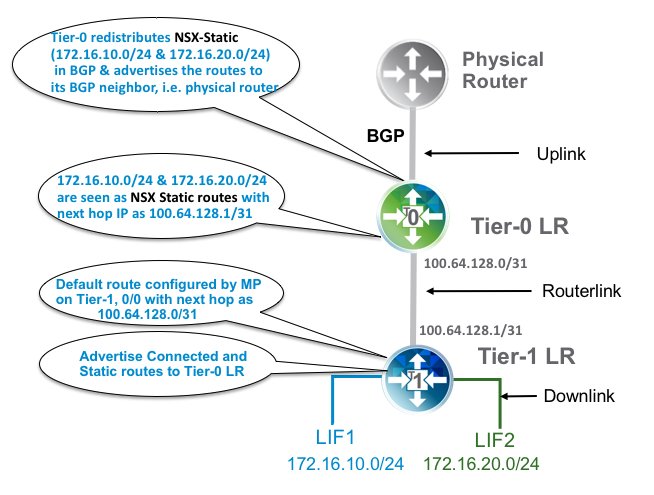 Tier-0 redistributes NSX-Static
(172.16.10.0/24 & 172.16.20.0/24)
in BGP & advertises the routes to
its BGP neighbor, i.e. physical router
Physical
Router
BGP
Uplink
172.16.10.0/24 & 172.16.20.0/24
are seen as NSX Static routes with
next hop IP as 100.64.128.1/31
T0
Tier-0 LR
100.64.128.0/31
Default route configured by MP
on Tier-1, 0/0 with next hop as
100.64.128.0/31
Routerlink
100.64.128.1/31
Advertise Connected and
Static routes to Tier-0 LR
T1
Tier-1 LR
Downlink
LIF1
172.16.10.0/24
LIF2
172.16.20.0/24